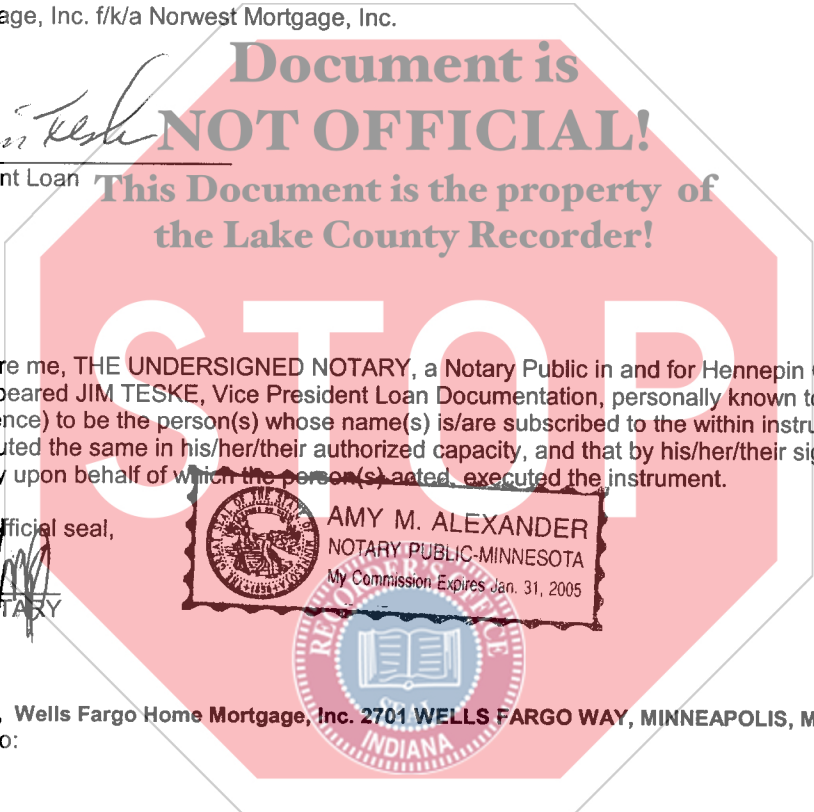 age, Inc. f/k/a Norwest Mortgage, Inc.
Document is
NOT OFFICIAL!
nt Loan
This Document is the property of
the Lake County Recorder!
STOP
re me, THE UNDERSIGNED NOTARY, a Notary Public in and for Hennepin
peared JIM TESKE, Vice President Loan Documentation, personally known to
ence) to be the person(s) whose name(s) is/are subscribed to the within instru
uted the same in his/her/their authorized capacity, and that by his/her/their sig
y upon behalf of which the person(s) acted, executed the instrument.
fficial seal,
AMY M. ALEXANDER
NOTARY PUBLIC-MINNESOTA
My Commission Expires Jan. 31, 2005
TARY
RECORDER'S OFFICE
SEAL
INDIANA
, Wells Fargo Home Mortgage, Inc. 2701 WELLS FARGO WAY, MINNEAPOLIS, M
o: